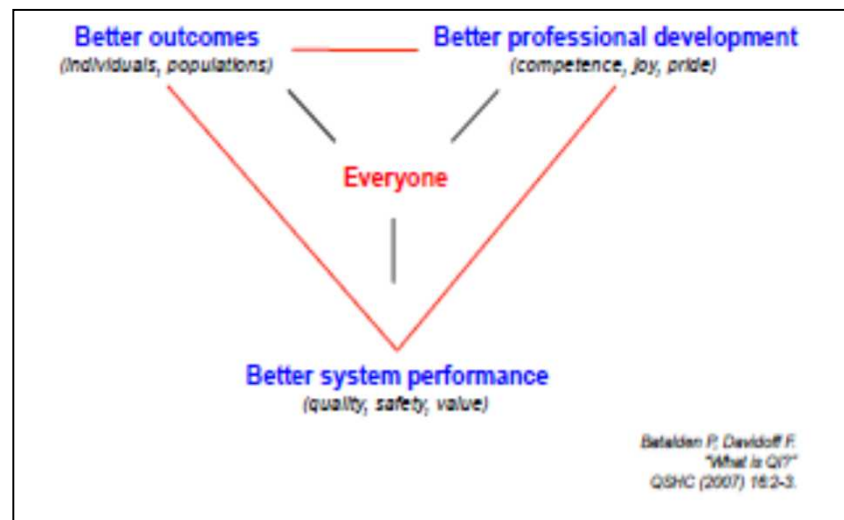 Better outcomes
(individuals, populations)
Better professional development
(competence, joy, pride)
Everyone
Better system performance
(quality, safety, value)
Batalden P, Davidoff F.
"What is QI?"
QSHC (2007) 16:2-3.